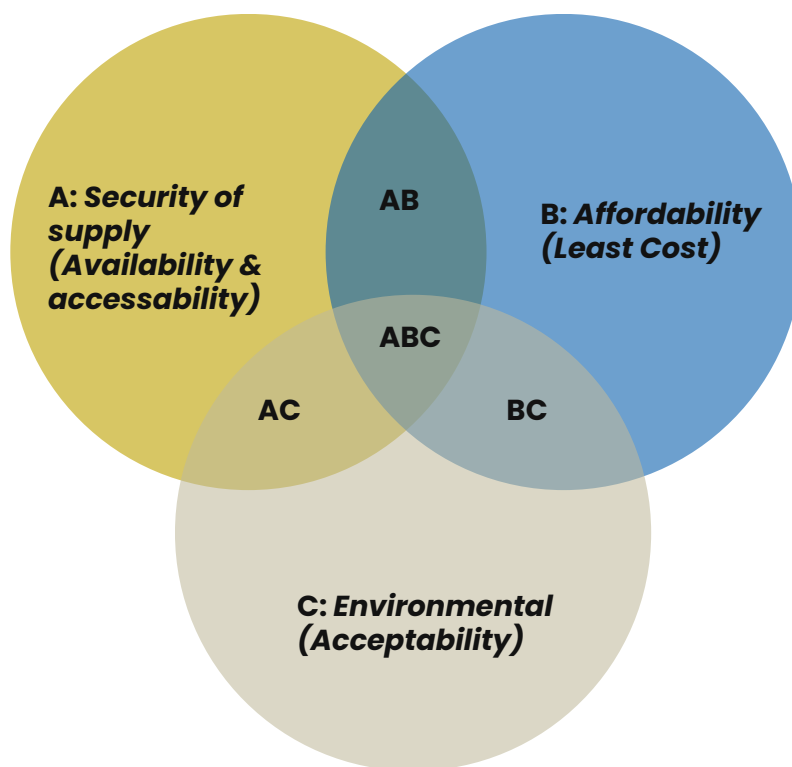 A: Security of
supply
(Availability &
accessability)
AB
B: Affordability
(Least Cost)
ABC
AC
BC
C: Environmental
(Acceptability)